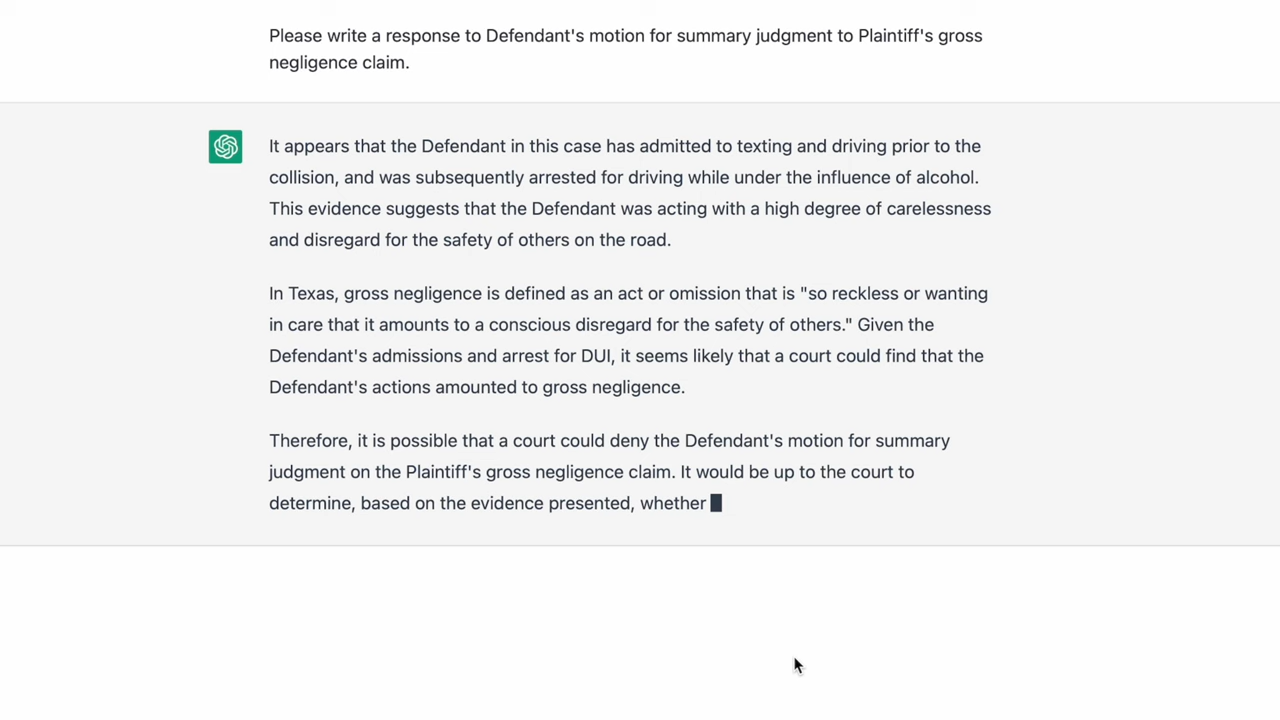 Please write a response to Defendant's motion for summary judgment to Plaintiff's gross
negligence claim.
It appears that the Defendant in this case has admitted to texting and driving prior to the
collision, and was subsequently arrested for driving while under the influence of alcohol.
This evidence suggests that the Defendant was acting with a high degree of carelessness
and disregard for the safety of others on the road.
In Texas, gross negligence is defined as an act or omission that is "so reckless or wanting
in care that it amounts to a conscious disregard for the safety of others." Given the
Defendant's admissions and arrest for DUI, it seems likely that a court could find that the
Defendant's actions amounted to gross negligence.
Therefore, it is possible that a court could deny the Defendant's motion for summary
judgment on the Plaintiff's gross negligence claim. It would be up to the court to
determine, based on the evidence presented, whether